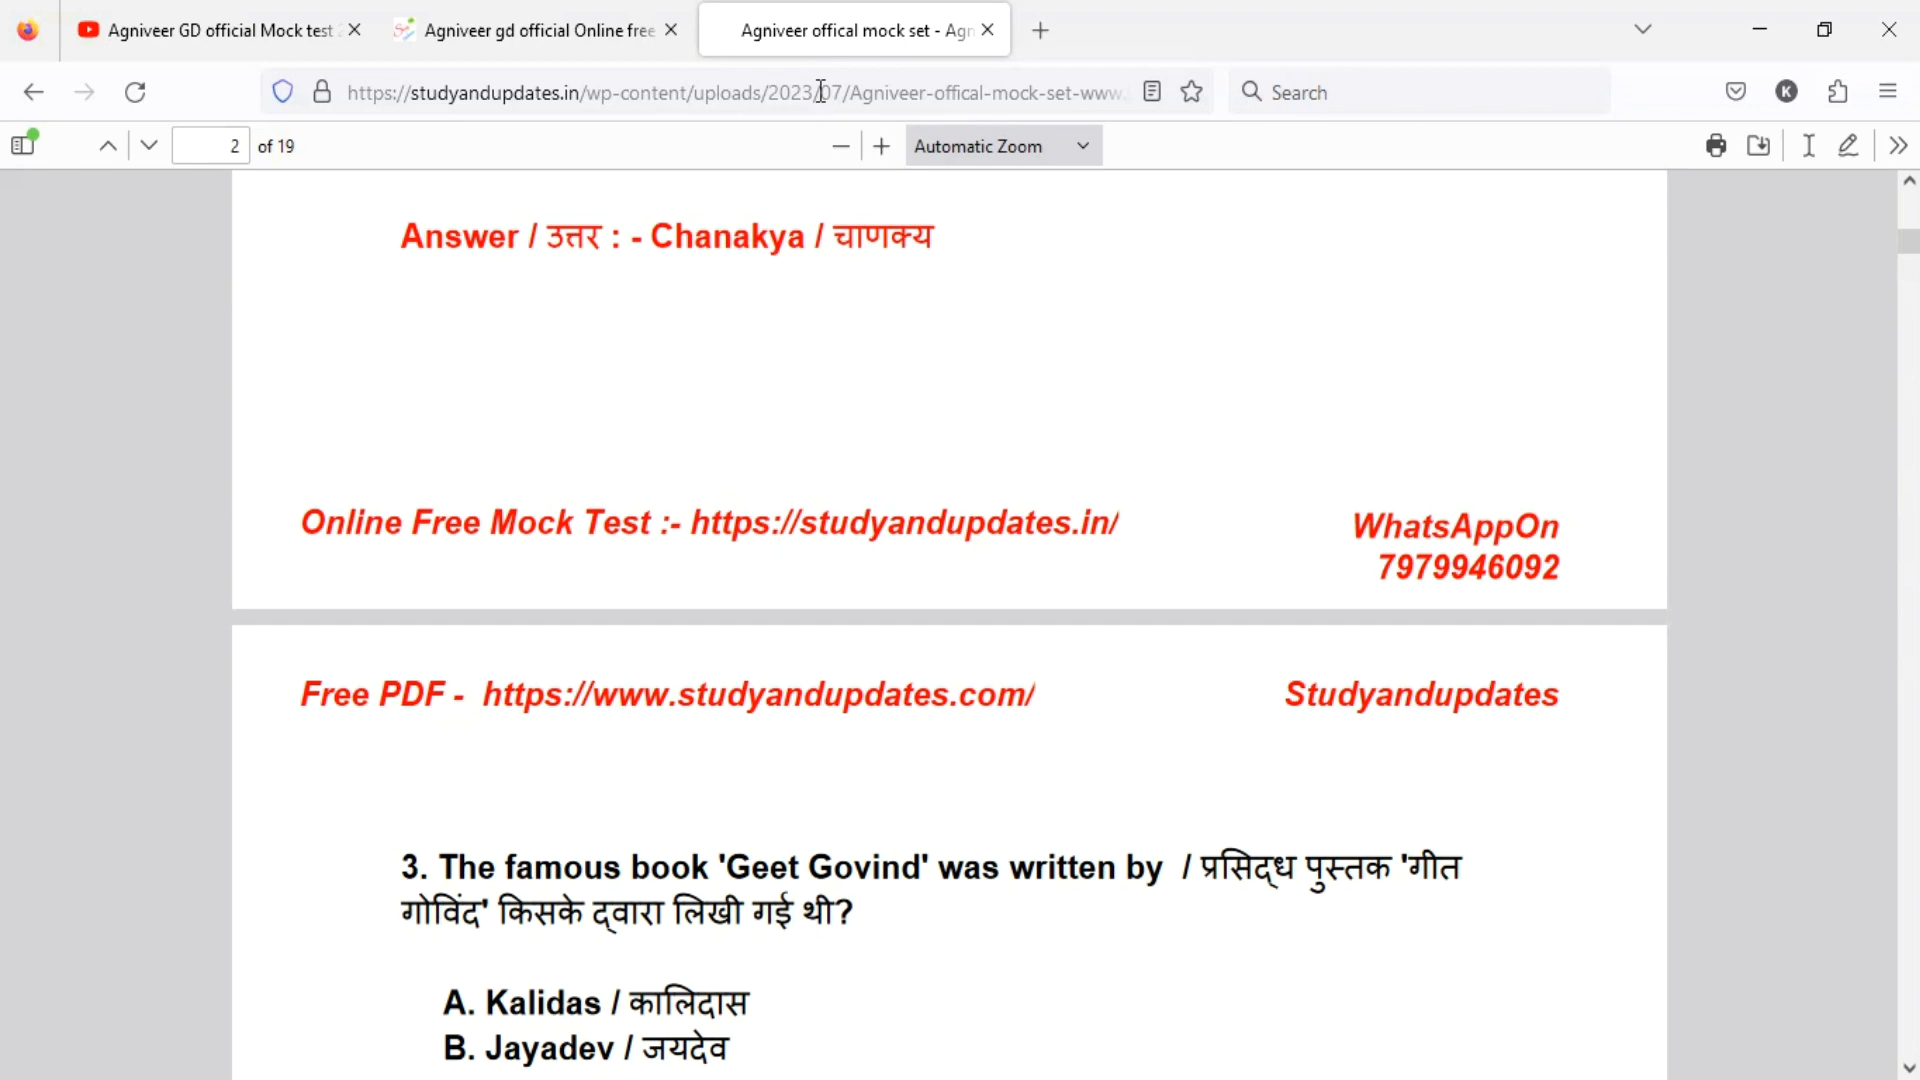 Agniveer GD official Mock test 2
Agniveer gd official Online free
Agniveer offical mock set - Agn
https://studyandupdates.in/wp-content/uploads/2023/07/Agniveer-offical-mock-set-www.
Search
K
2 of 19
Automatic Zoom
Answer / उत्तर : - Chanakya / चाणक्य
Online Free Mock Test :- https://studyandupdates.in/
WhatsAppOn
7979946092
Free PDF - https://www.studyandupdates.com/
Studyandupdates
3. The famous book 'Geet Govind' was written by / प्रसिद्ध पुस्तक 'गीत
गोविंद' किसके द्वारा लिखी गई थी?
A. Kalidas / कालिदास
B. Jayadev / जयदेव